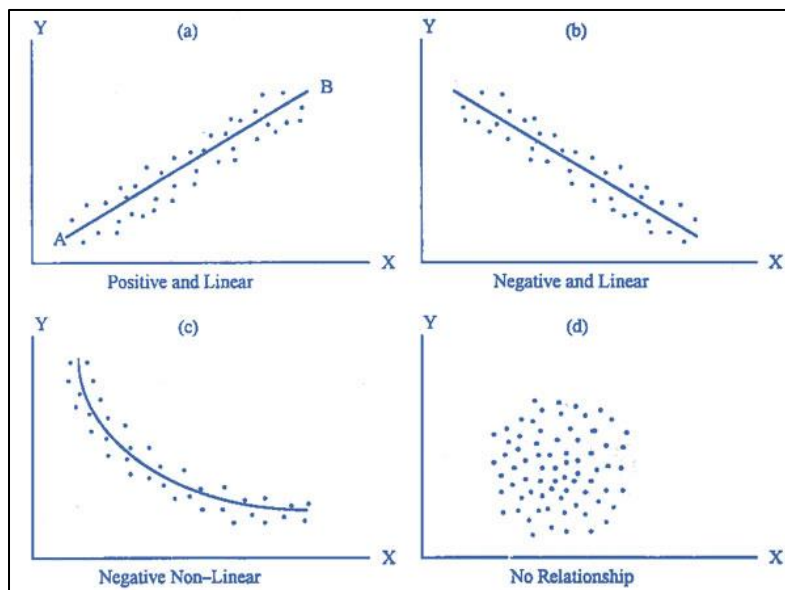 Y
(a)
B
A
X
Positive and Linear
Y
(b)
X
Negative and Linear
Y
(c)
X
Negative Non–Linear
Y
(d)
X
No Relationship